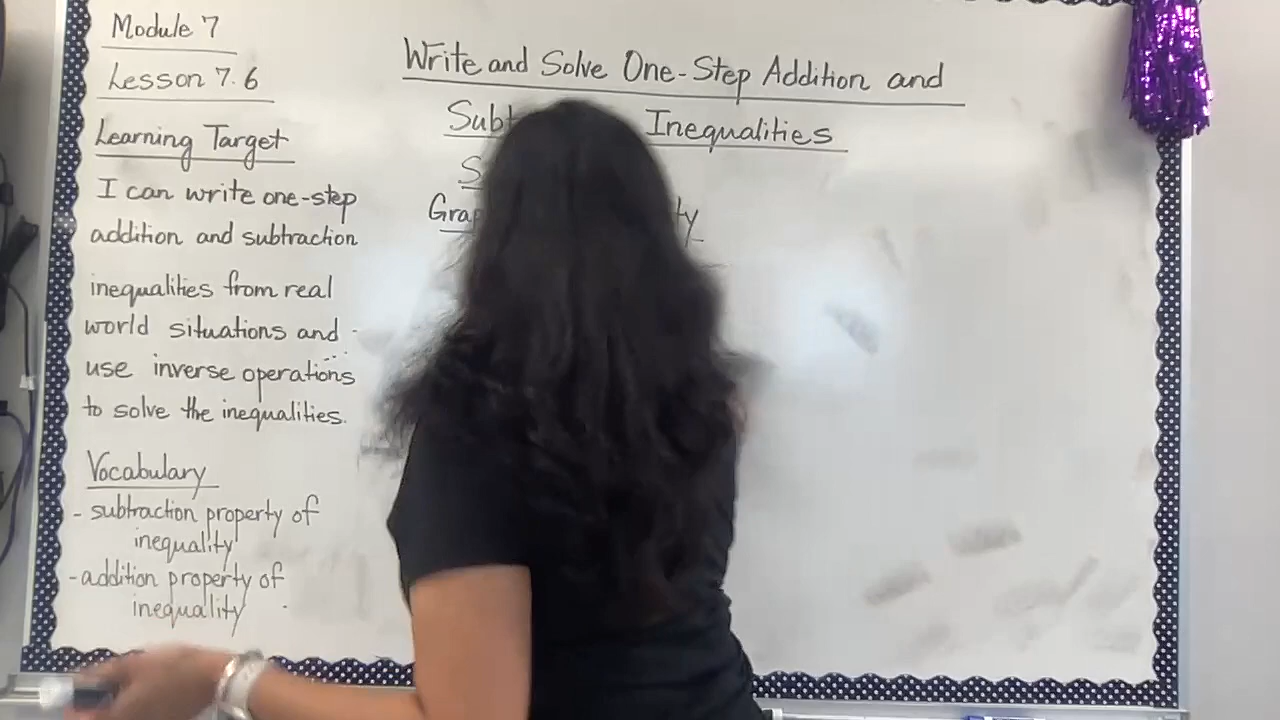 Module 7
Lesson 7.6
Learning Target
I can write one-step
addition and subtraction
inequalities from real
world situations and
use inverse operations
to solve the inequalities.
Vocabulary
- subtraction property of
inequality
- addition property of
inequality
Write and Solve One-Step Addition and
Inequalities